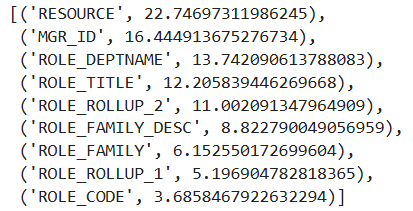 [('RESOURCE', 22.74697311986245),
('MGR_ID', 16.444913675276734),
('ROLE_DEPTNAME', 13.742090613788083),
('ROLE_TITLE', 12.205839446269668),
('ROLE_ROLLUP_2', 11.002091347964909),
('ROLE_FAMILY_DESC', 8.822790049056959),
('ROLE_FAMILY', 6.152550172699604),
('ROLE_ROLLUP_1', 5.196904782818365),
('ROLE_CODE', 3.6858467922632294)]